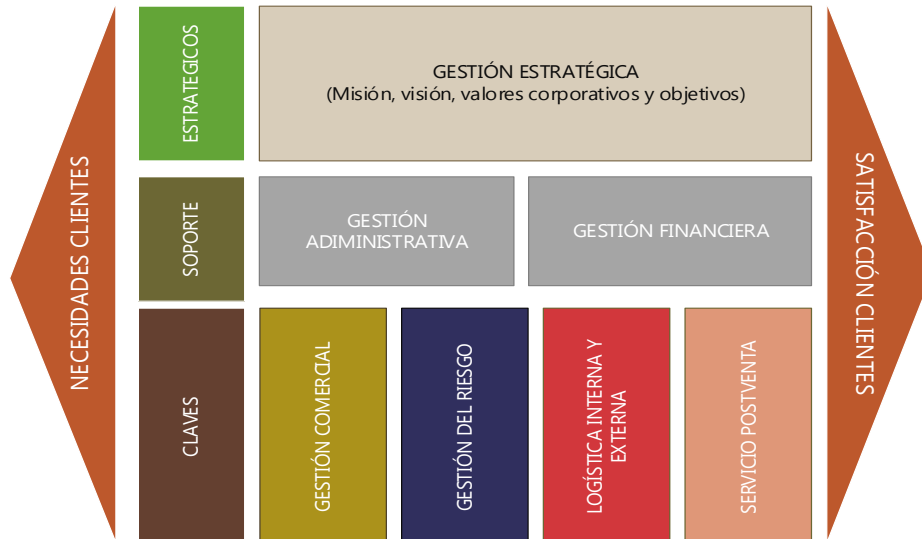 NECESIDADES CLIENTES
ESTRATEGICOS
GESTIÓN ESTRATÉGICA
(Misión, visión, valores corporativos y objetivos)
SOPORTE
GESTIÓN
ADIMINISTRATIVA
GESTIÓN FINANCIERA
CLAVES
GESTIÓN COMERCIAL
GESTIÓN DEL RIESGO
LOGÍSTICA INTERNA Y
EXTERNA
SERVICIO POSTVENTA
SATISFACCIÓN CLIENTES